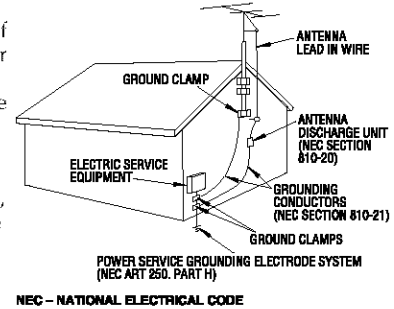 f
ANTENNA
LEAD IN WIRE
r
GROUND CLAMP
e
ANTENNA
DISCHARGE UNIT
(NEC SECTION
810-20)
ELECTRIC SERVICE
EQUIPMENT
GROUNDING
CONDUCTORS
(NEC SECTION 810-21)
,
e
GROUND CLAMPS
POWER SERVICE GROUNDING ELECTRODE SYSTEM
(NEC ART 250. PART H)
NEC – NATIONAL ELECTRICAL CODE